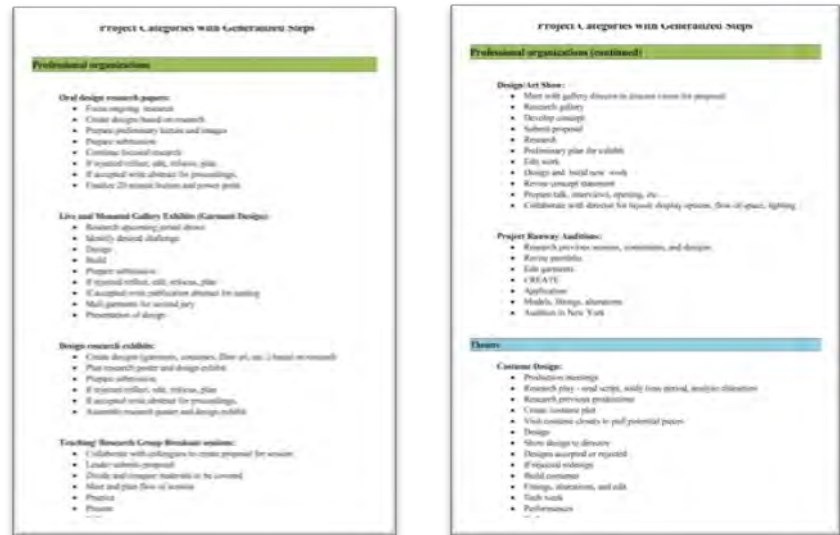 Project Categories with Generalized Steps
Professional organizations
Oral design research papers:
• Focus ongoing research
• Create designs based on research
• Prepare preliminary lecture and images
• Prepare submission
• Continue focused research
• If rejected reflect, edit, refocus, plan
• If accepted write abstract for proceedings,
• Finalize 20 minute lecture and power point
Live and Mounted Gallery Exhibits (Garment Design):
• Research upcoming juried shows
• Identify desired challenge
• Design
• Build
• Prepare submission
• If rejected reflect, edit, refocus, plan
• If accepted write publication abstract for catalog
• Mail garments for second jury
• Presentation of design
Design research exhibits:
• Create designs (garments, costumes, fiber art, etc.) based on research
• Plan research poster and design exhibit
• Prepare submission
• If rejected reflect, edit, refocus, plan
• If accepted write abstract for proceedings,
• Assemble research poster and design exhibit
Teaching/ Research Group Breakout sessions:
• Collaborate with colleagues to create proposal for session
• Leader submits proposal
• Divide and conquer materials to be covered
• Meet and plan flow of session
• Practice
• Present
Project Categories with Generalized Steps
Professional organizations (continued)
Design/Art Show:
• Meet with gallery director to discuss vision for proposal
• Research gallery
• Develop concept
• Submit proposal
• Research
• Preliminary plan for exhibit
• Edit work
• Design and build new work
• Revise concept statement
• Prepare talk, interviews, opening, etc...
• Collaborate with director for layout display options, flow of space, lighting
Project Runway Auditions:
• Research previous seasons, contestants, and designs
• Revise portfolio
• Edit garments
• CREATE
• Application
• Models, fittings, alterations
• Audition in New York
Theatre
Costume Design:
• Production meetings
• Research play - read script, study time period, analyze characters
• Research previous productions
• Create costume plot
• Visit costume closets to pull potential pieces
• Design
• Show design to director
• Designs accepted or rejected
• If rejected redesign
• Build costumes
• Fittings, alterations, and edit
• Tech week
• Performances